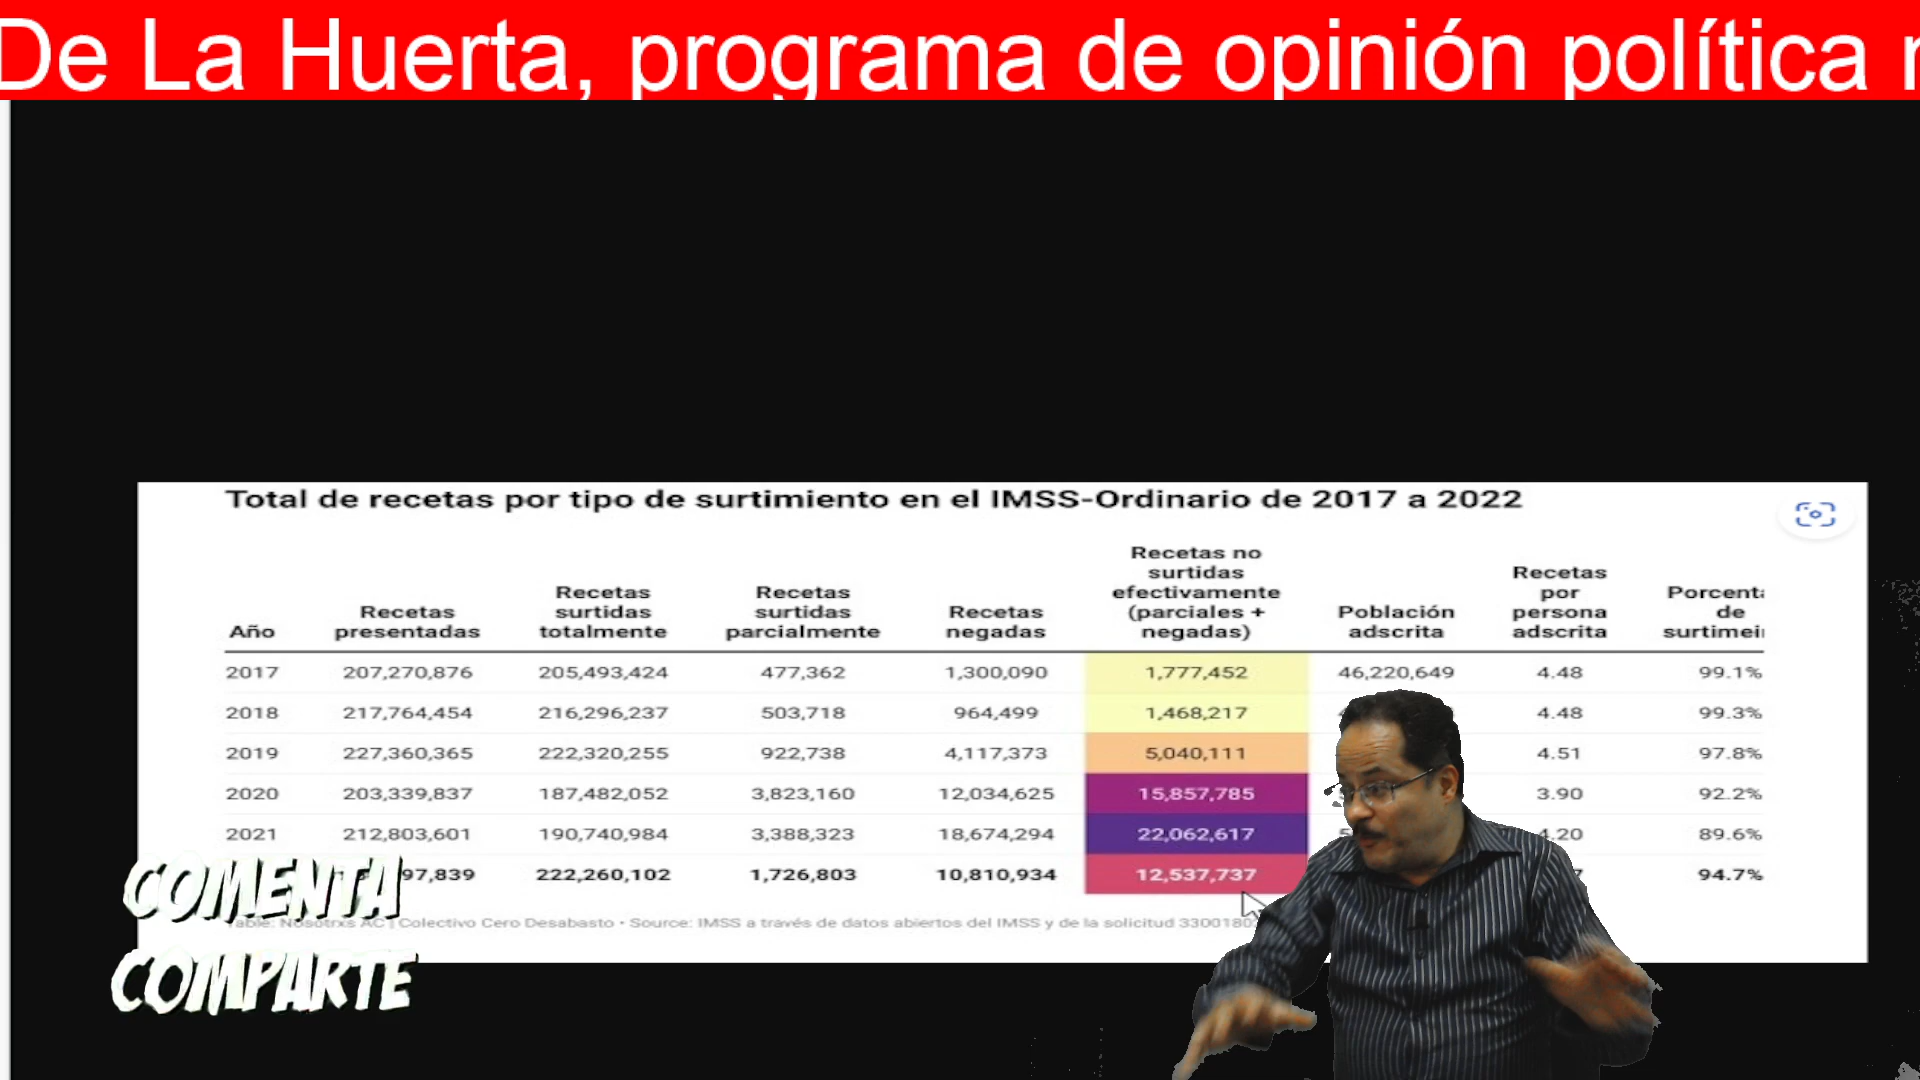 De La Huerta, programa de opinión política
Total de recetas por tipo de surtimiento en el IMSS-Ordinario de 2017 a 2022
Año Recetas presentadas Recetas surtidas totalmente Recetas surtidas parcialmente Recetas negadas Recetas no surtidas efectivamente (parciales + negadas) Población adscrita Recetas por persona adscrita Porcenta de surtimei
2017 207,270,876 205,493,424 477,362 1,300,090 1,777,452 46,220,649 4.48 99.1%
2018 217,764,454 216,296,237 503,718 964,499 1,468,217 4.48 99.3%
2019 227,360,365 222,320,255 922,738 4,117,373 5,040,111 4.51 97.8%
2020 203,339,837 187,482,052 3,823,160 12,034,625 15,857,785 3.90 92.2%
2021 212,803,601 190,740,984 3,388,323 18,674,294 22,062,617 4.20 89.6%
97,839 222,260,102 1,726,803 10,810,934 12,537,737 94.7%
Table: Nosotrxs AC | Colectivo Cero Desabasto • Source: IMSS a través de datos abiertos del IMSS y de la solicitud 3300180
COMENTA
COMPARTE